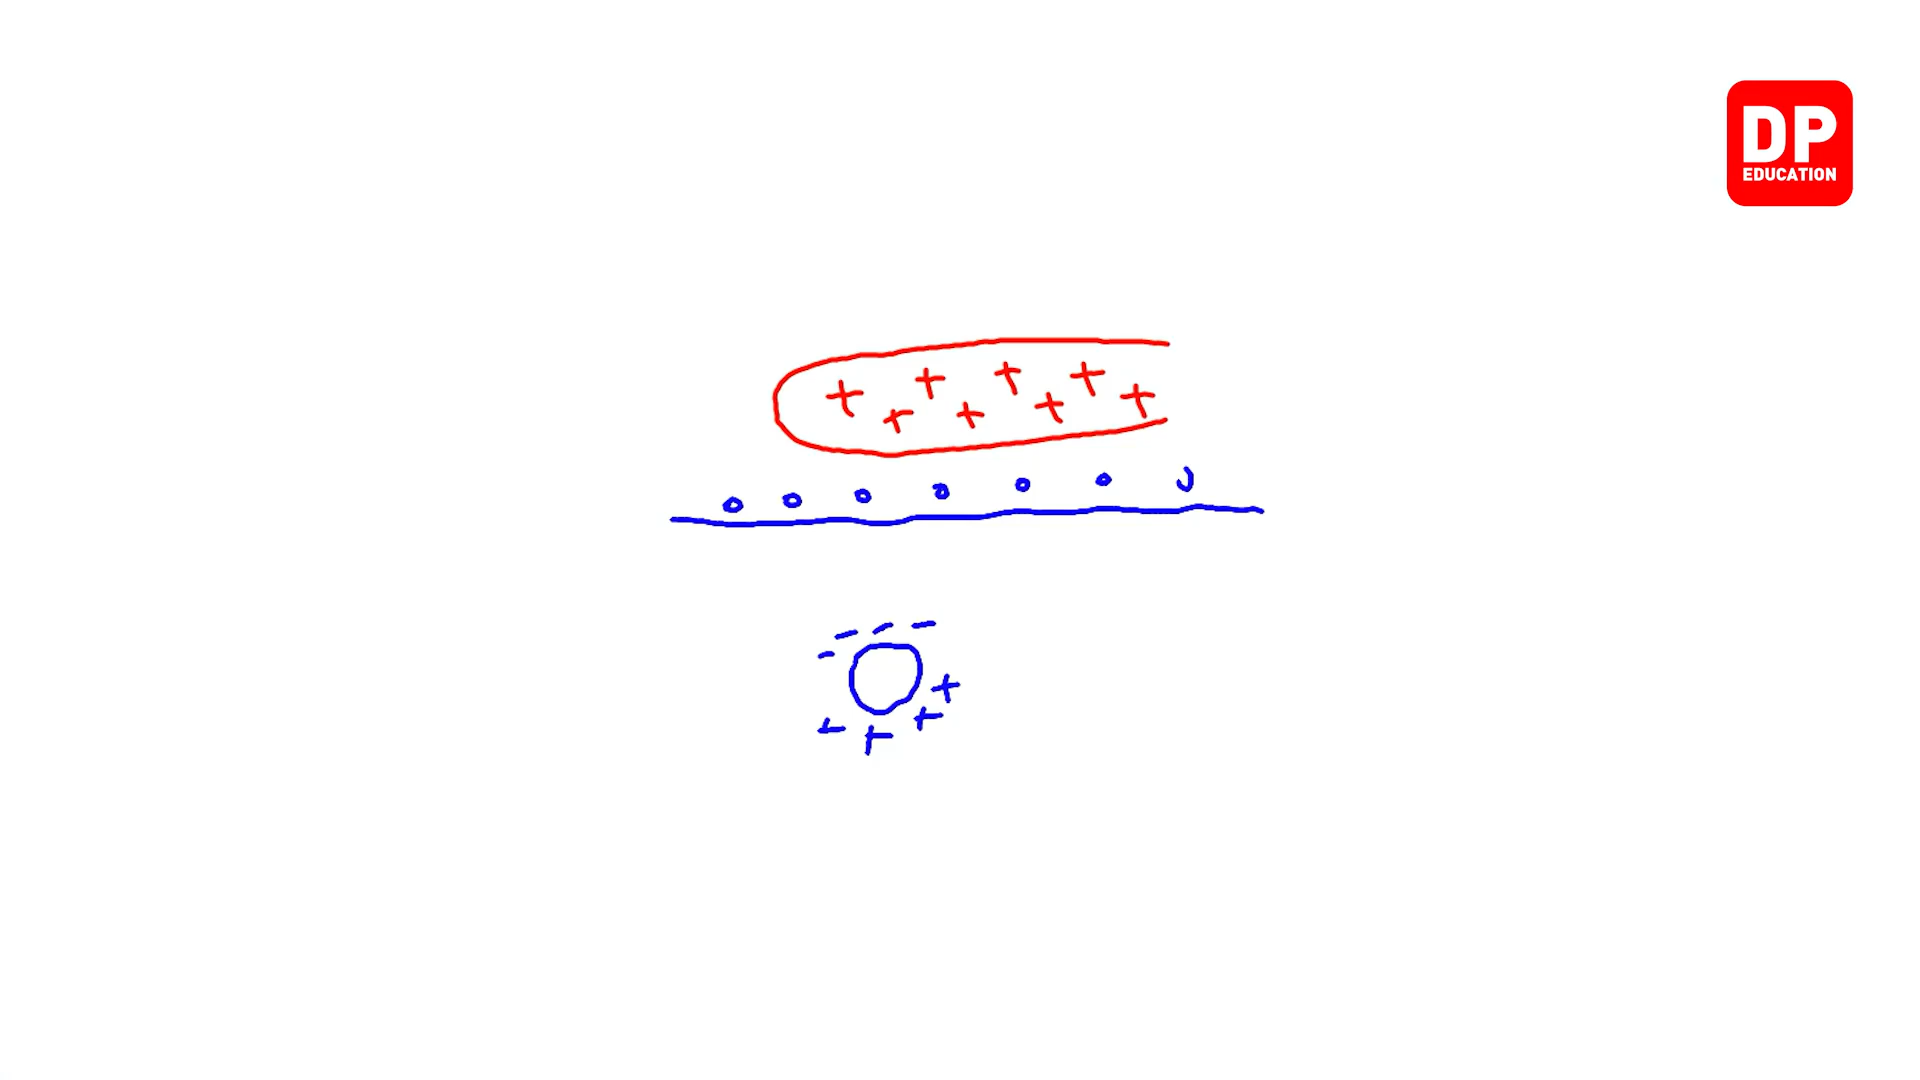 DP
EDUCATION
+ + + +
+ + + +
- - -
-
+
+
+ +